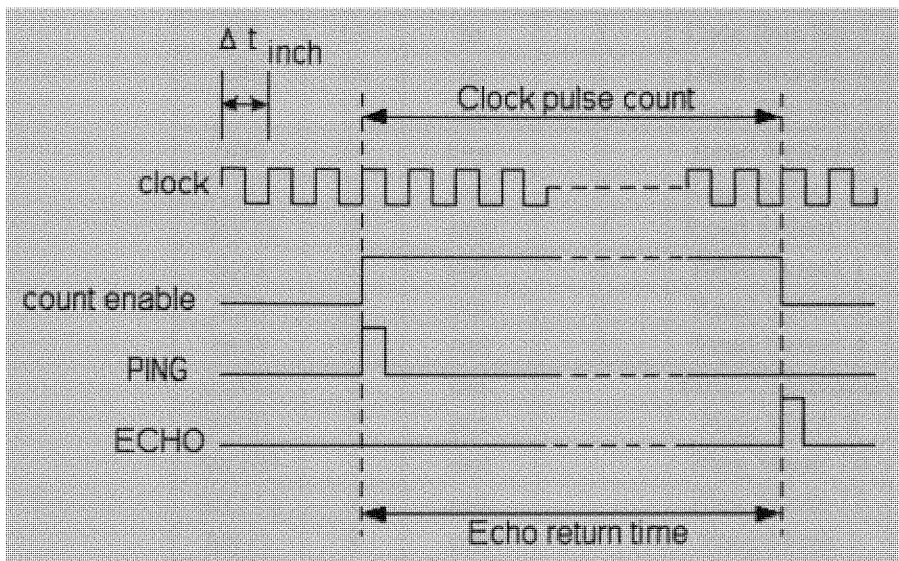 Δ t inch
Clock pulse count
clock
count enable
PING
ECHO
Echo return time